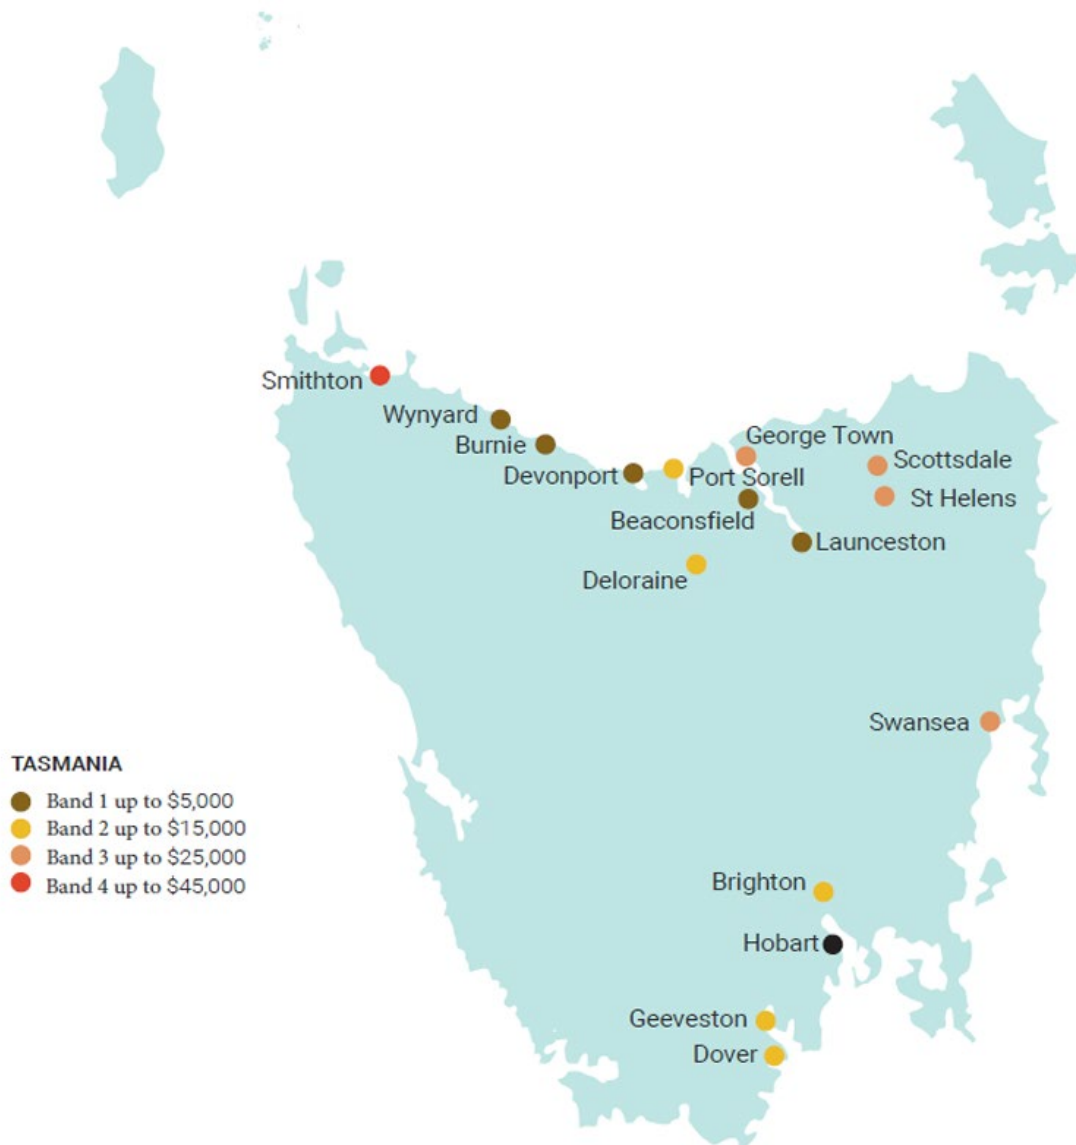 Smithton
Wynyard
Burnie
Devonport
George Town
Port Sorell
Scottsdale
St Helens
Beaconsfield
Launceston
Deloraine
Swansea
TASMANIA
Band 1 up to $5,000
Band 2 up to $15,000
Band 3 up to $25,000
Band 4 up to $45,000
Brighton
Hobart
Geeveston
Dover